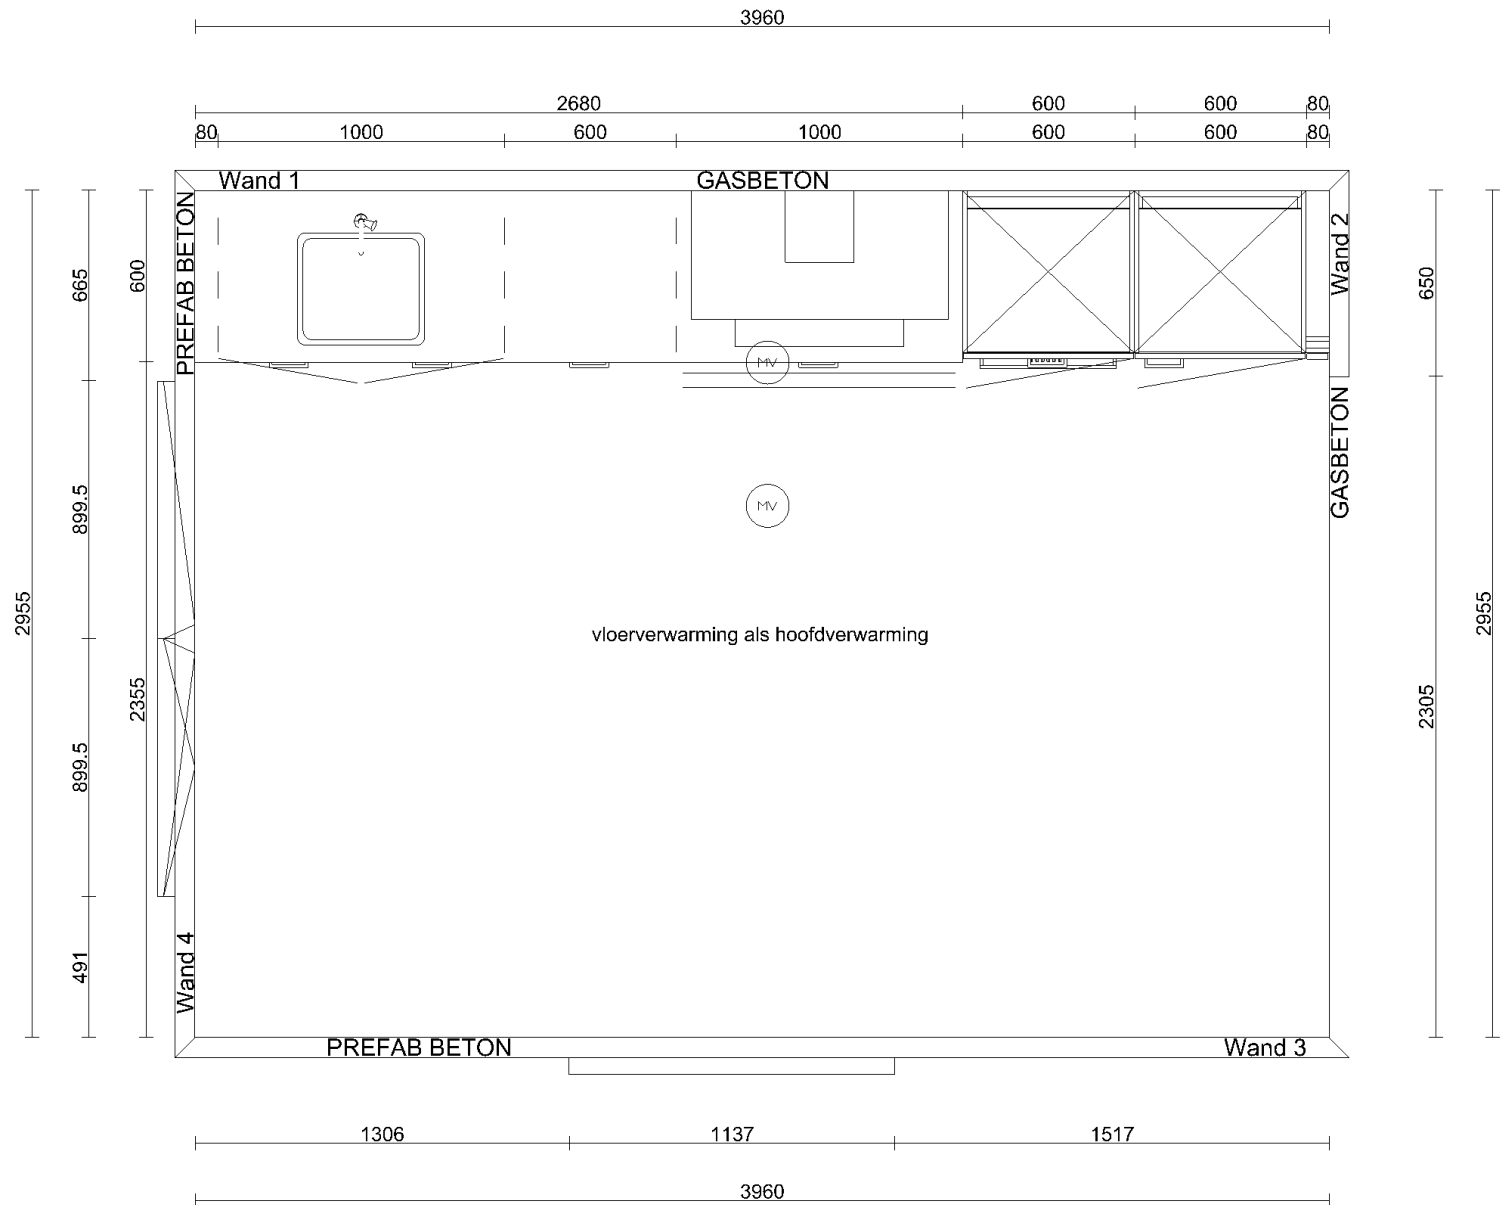 3960
2680 600 600 80
80 1000 600 1000 600 600 80
Wand 1 GASBETON
PREFAB BETON
Wand 2
665
600
650
MV
GASBETON
899.5
MV
2955
vloerverwarming als hoofdverwarming
2955
2355
2305
899.5
491
Wand 4
PREFAB BETON Wand 3
1306 1137 1517
3960